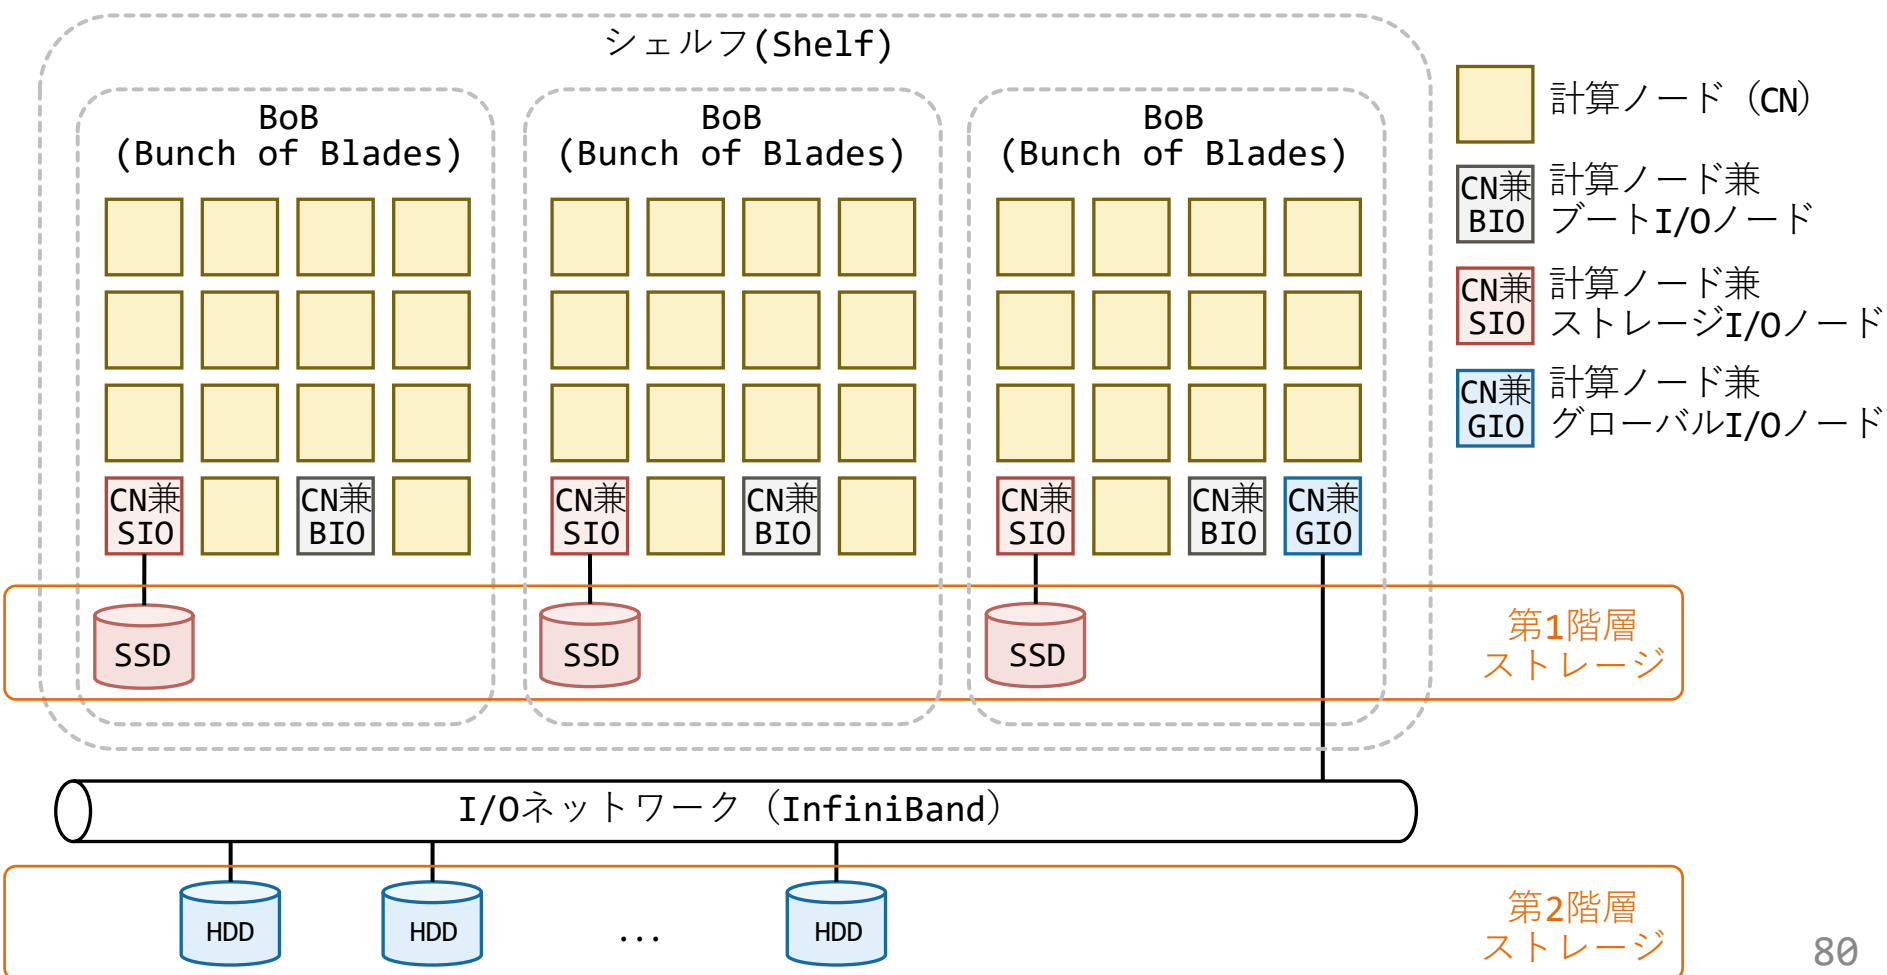 シェルフ(Shelf)
BoB
(Bunch of Blades)
BoB
(Bunch of Blades)
BoB
(Bunch of Blades)
CN兼
SIO
CN兼
BIO
CN兼
SIO
CN兼
BIO
CN兼
SIO
CN兼
BIO
CN兼
GIO
SSD
SSD
SSD
第1階層
ストレージ
I/Oネットワーク（InfiniBand）
HDD
HDD
...
HDD
第2階層
ストレージ
計算ノード（CN）
CN兼
BIO
計算ノード兼
ブートI/Oノード
CN兼
SIO
計算ノード兼
ストレージI/Oノード
CN兼
GIO
計算ノード兼
グローバルI/Oノード
80